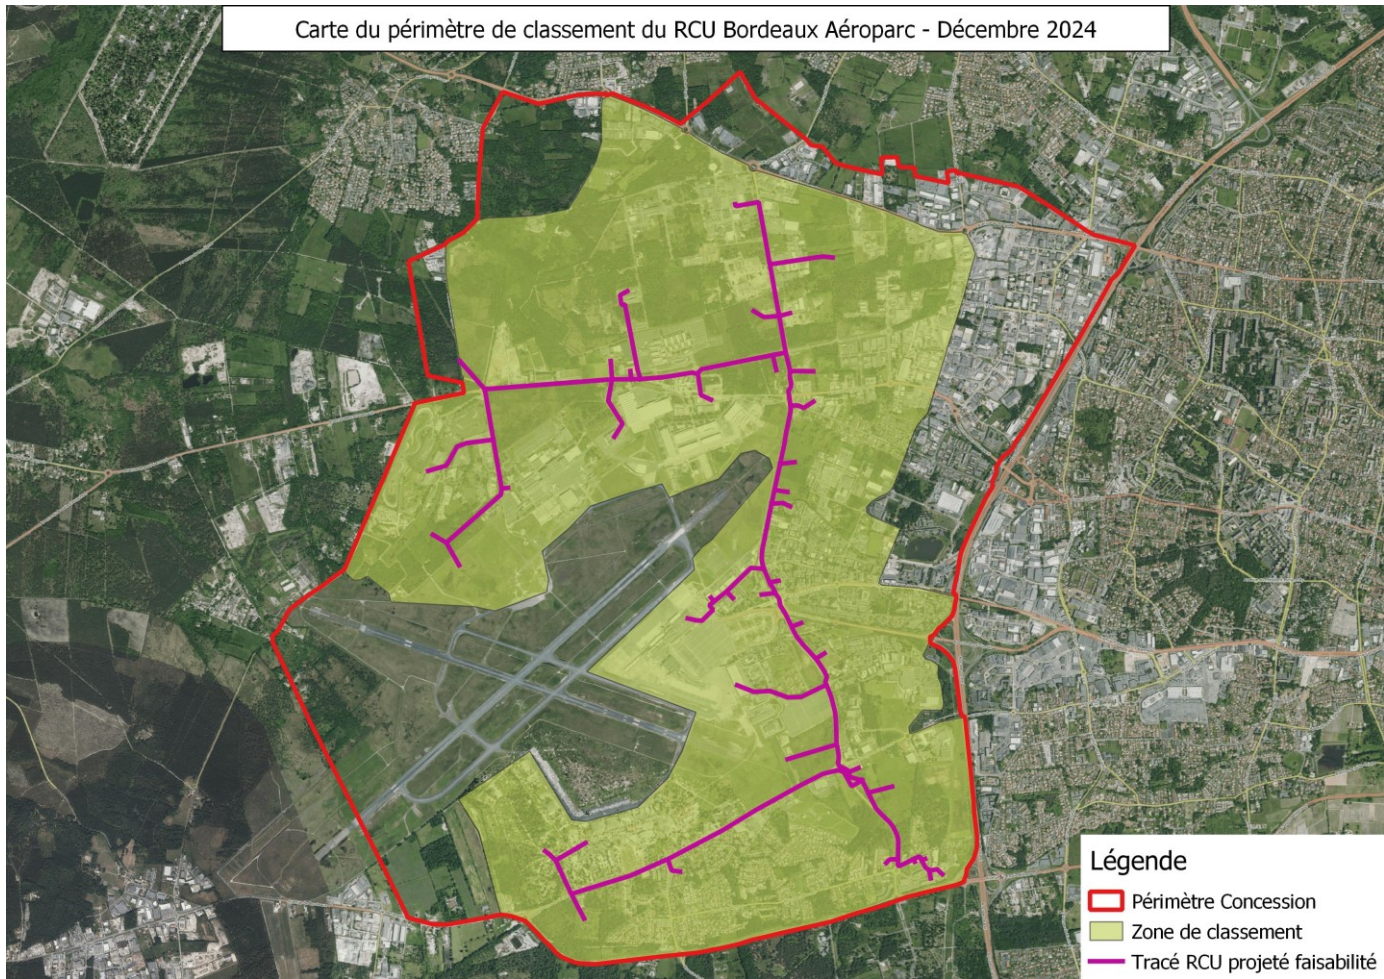 Carte du périmètre de classement du RCU Bordeaux Aéroparc - Décembre 2024
Légende
Périmètre Concession
Zone de classement
Tracé RCU projeté faisabilité